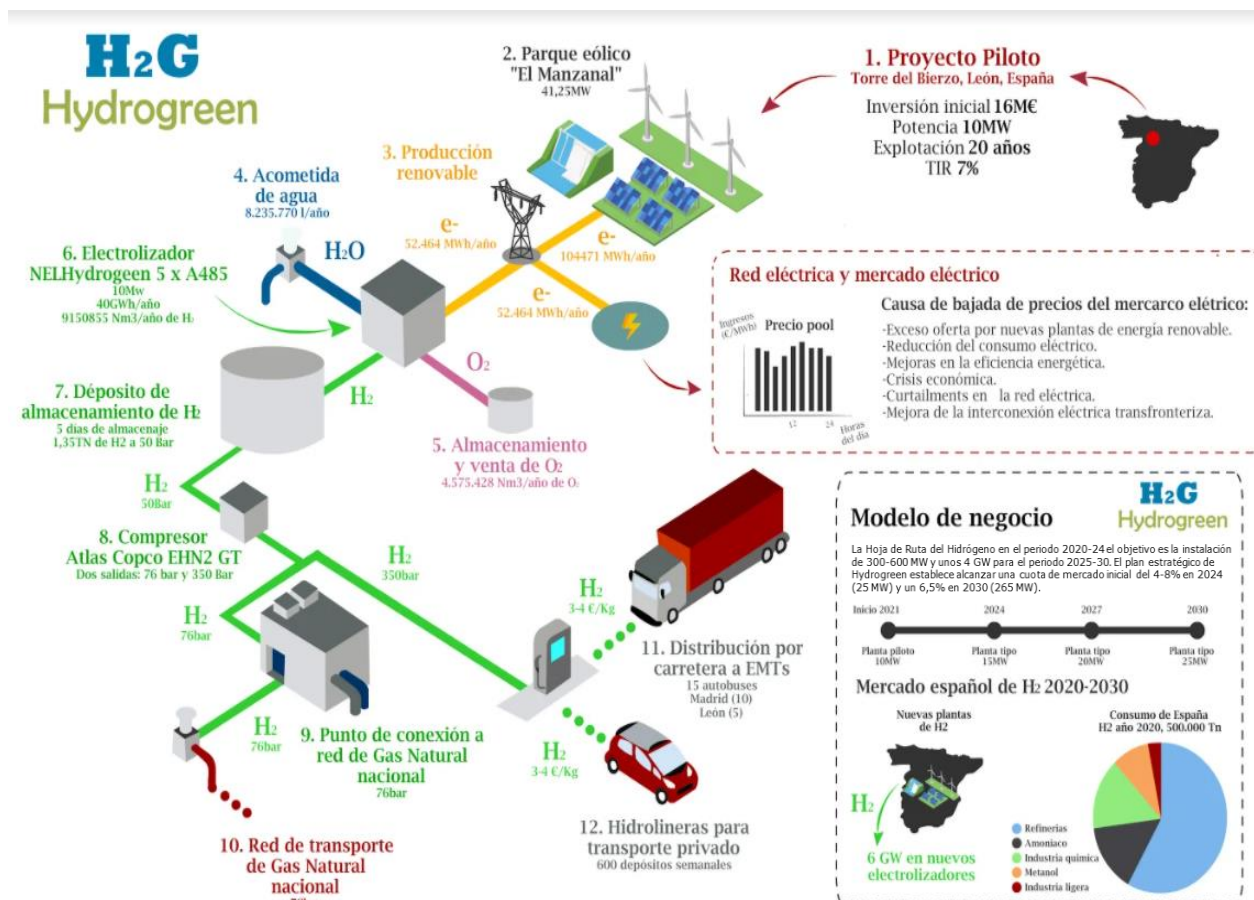 H2G
Hydrogreen
1. Proyecto Piloto
Torre del Bierzo, León, España
Inversión inicial 16M€
Potencia 10MW
Explotación 20 años
TIR 7%
2. Parque eólico
"El Manzanal"
41,25MW
3. Producción
renovable
e-
52.464 MWh/año
e-
104471 MWh/año
e-
52.464 MWh/año
4. Acometida
de agua
8.235.770 l/año
H2O
6. Electrolizador
NELHydrogeen 5 x A485
10Mw
40GWh/año
9150855 Nm3/año de H2
O2
H2
5. Almacenamiento
y venta de O2
4.575.428 Nm3/año de O2
7. Déposito de
almacenamiento de H2
5 días de almacenaje
1,35TN de H2 a 50 Bar
H2
50Bar
8. Compresor
Atlas Copco EHN2 GT
Dos salidas: 76 bar y 350 Bar
H2
350bar
H2
76bar
H2
76bar
9. Punto de conexión a
red de Gas Natural
nacional
76bar
10. Red de transporte
de Gas Natural
nacional
H2
3-4 €/Kg
11. Distribución por
carretera a EMTs
15 autobuses
Madrid (10)
León (5)
H2
3-4 €/Kg
12. Hidrolineras para
transporte privado
600 depósitos semanales
Red eléctrica y mercado eléctrico
Ingresos
(€/MWh)
Precio pool
12
24
Horas
del día
Causa de bajada de precios del mercarco elétrico:
-Exceso oferta por nuevas plantas de energía renovable.
-Reducción del consumo eléctrico.
-Mejoras en la eficiencia energética.
-Crisis económica.
-Curtailments en la red eléctrica.
-Mejora de la interconexión eléctrica transfronteriza.
H2G
Hydrogreen
Modelo de negocio
La Hoja de Ruta del Hidrógeno en el periodo 2020-24 el objetivo es la instalación
de 300-600 MW y unos 4 GW para el periodo 2025-30. El plan estratégico de
Hydrogreen establece alcanzar una cuota de mercado inicial del 4-8% en 2024
(25 MW) y un 6,5% en 2030 (265 MW).
Inicio 2021
2024
2027
2030
Planta piloto
10MW
Planta tipo
15MW
Planta tipo
20MW
Planta tipo
25MW
Mercado español de H2 2020-2030
Nuevas plantas
de H2
H2
6 GW en nuevos
electrolizadores
Consumo de España
H2 año 2020, 500.000 Tn
Refinerias
Amoniaco
Industria química
Metanol
Industria ligera